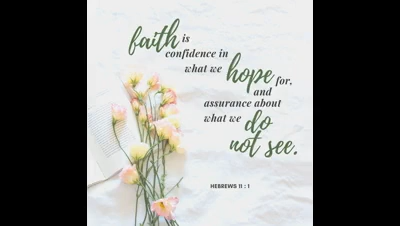 faith is
confidence in
what we hope for,
and
assurance about
what we do
not see.
HEBREWS 11 : 1